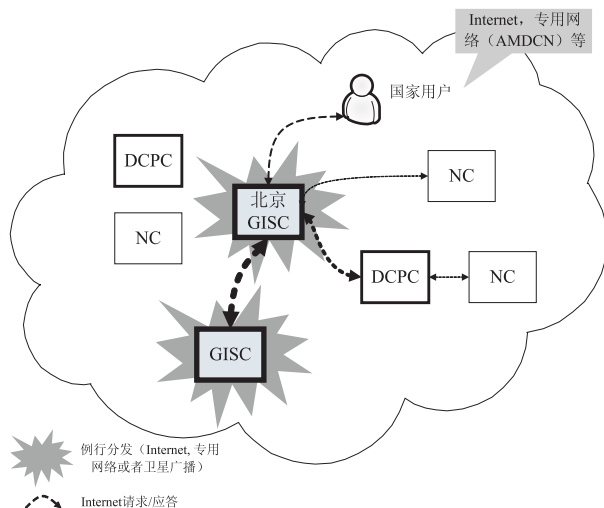 Internet，专用网
络（AMDCN）等
国家用户
DCPC
NC
北京
GISC
NC
DCPC
NC
GISC
例行分发（Internet, 专用
网络或者卫星广播）
Internet请求/应答